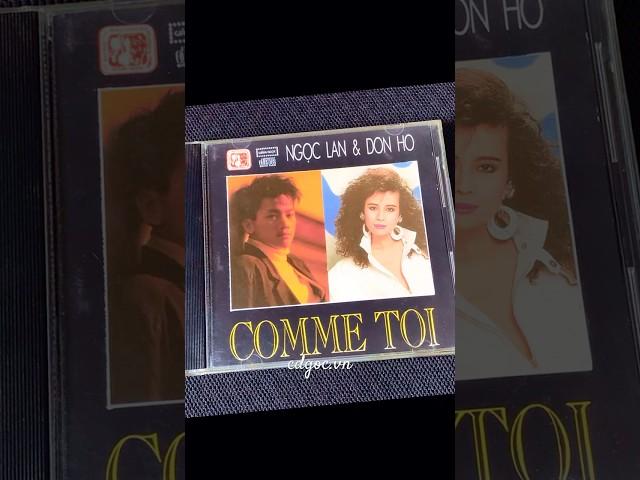 NGỌC LAN & DON HO
COMME TOI
cdgoc.vn